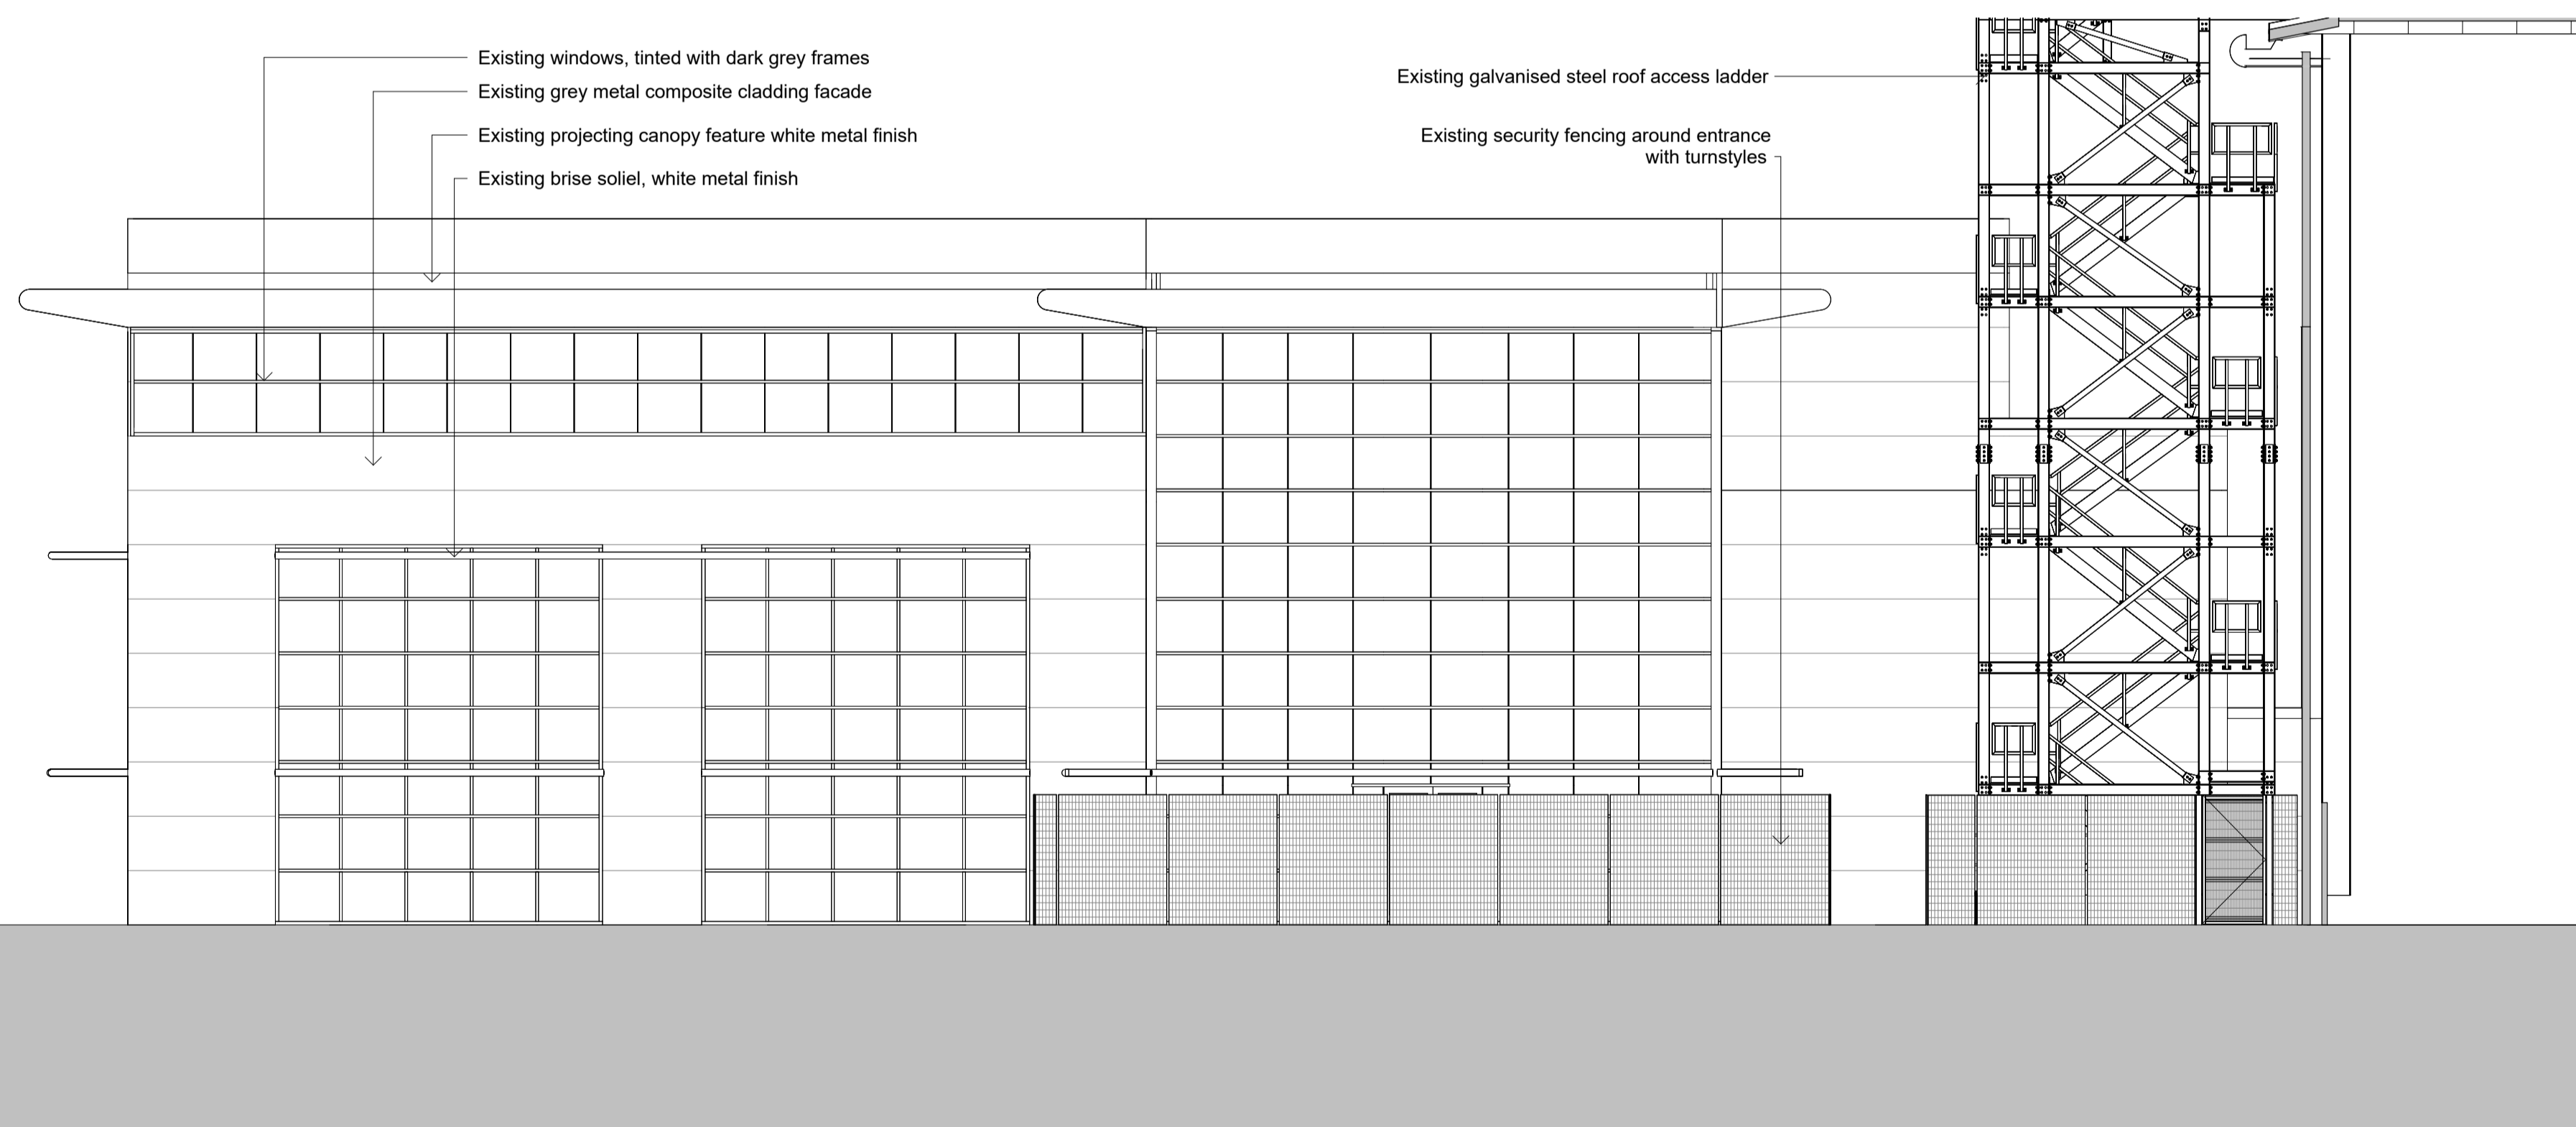 Existing windows, tinted with dark grey frames
Existing grey metal composite cladding facade
Existing projecting canopy feature white metal finish
Existing brise soliel, white metal finish
Existing galvanised steel roof access ladder
Existing security fencing around entrance
with turnstyles